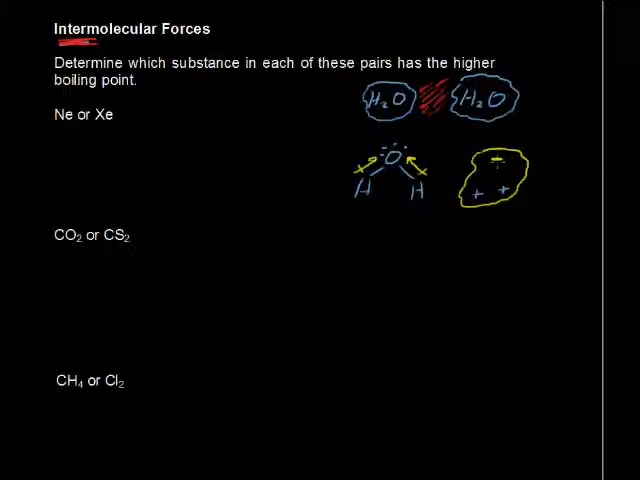 Intermolecular Forces
Determine which substance in each of these pairs has the higher
boiling point.
H₂O H₂O
Ne or Xe
O
H H
CO₂ or CS₂
CH₄ or Cl₂